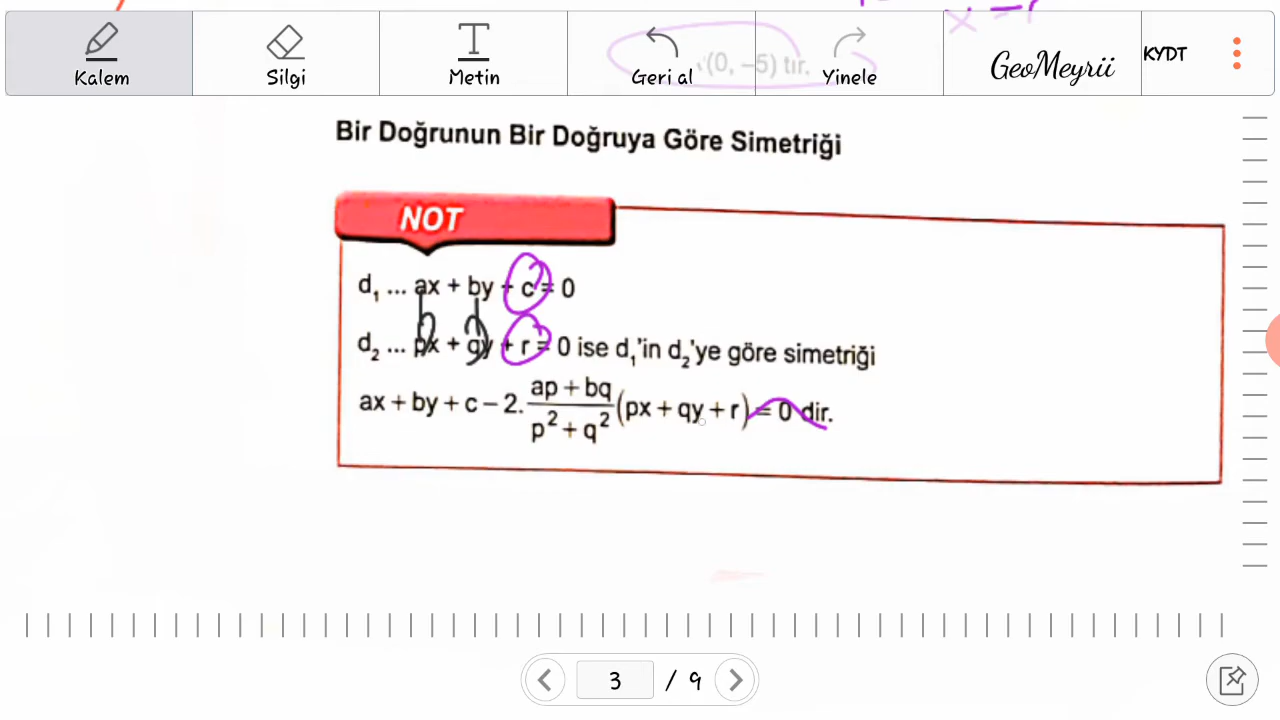 x = r
Kalem
Silgi
Metin
Geri al
Yinele
GeoMeyrii
KYDT
(0, –5) tır.
Bir Doğrunun Bir Doğruya Göre Simetriği
NOT
d₁ ... ax + by + c = 0
d₂ ... px + qy + r = 0 ise d₁'in d₂'ye göre simetriği
ax + by + c – 2. (ap + bq)/(p² + q²) (px + qy + r) = 0 dir.
3 / 9